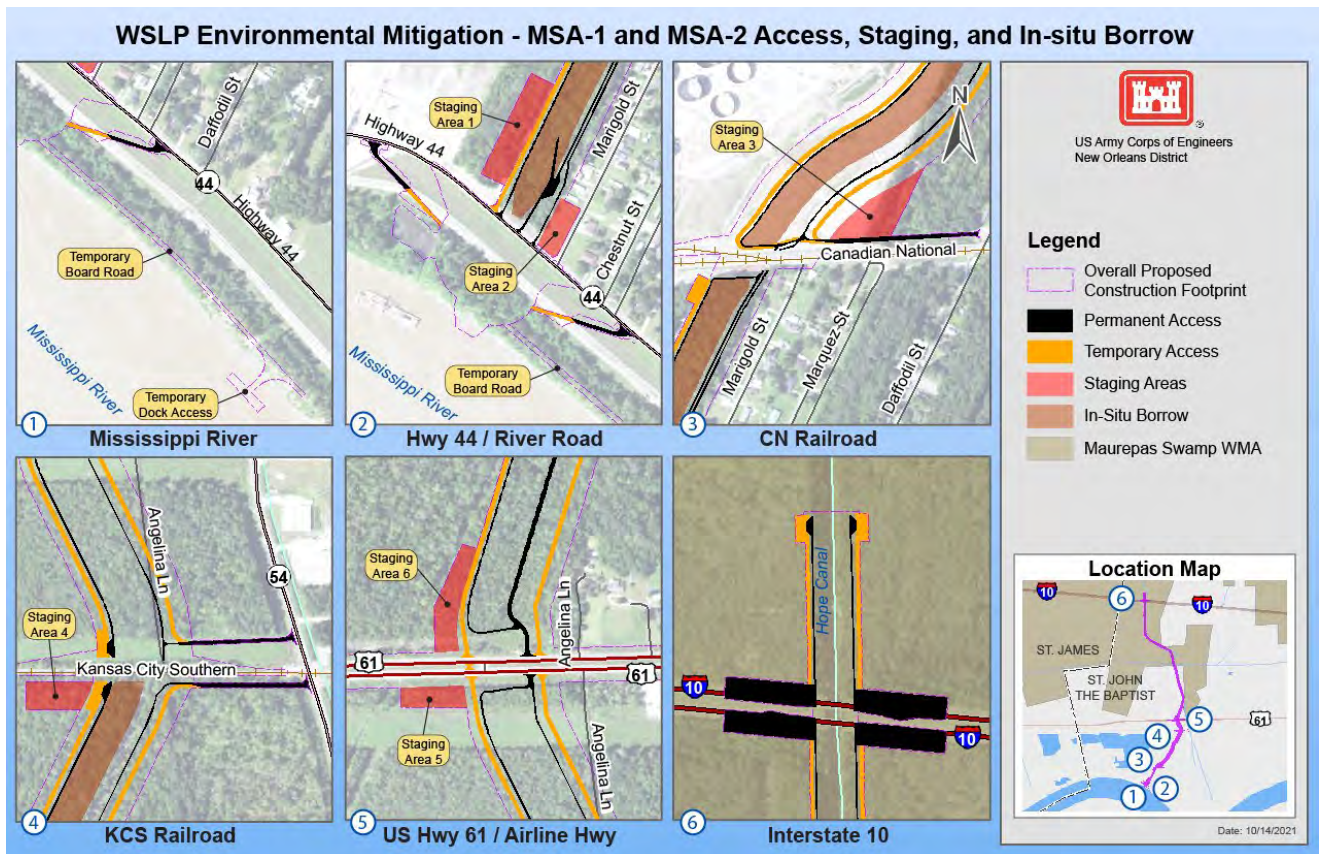 WSLP Environmental Mitigation - MSA-1 and MSA-2 Access, Staging, and In-situ Borrow
Daffodil St
44
Highway 44
Temporary
Board Road
Mississippi River
Temporary
Dock Access
1
Mississippi River
Staging
Area 1
Highway 44
Marigold St
Staging
Area 2
Chestnut St
44
Mississippi River
Temporary
Board Road
2
Hwy 44 / River Road
N
Staging
Area 3
Canadian National
Marigold St
Marquez St
Daffodil St
3
CN Railroad
Angelina Ln
54
Staging
Area 4
Kansas City Southern
4
KCS Railroad
Staging
Area 6
Angelina Ln
61
61
Staging
Area 5
Angelina Ln
5
US Hwy 61 / Airline Hwy
Hope Canal
10
10
6
Interstate 10
®
US Army Corps of Engineers
New Orleans District
Legend
Overall Proposed
Construction Footprint
Permanent Access
Temporary Access
Staging Areas
In-Situ Borrow
Maurepas Swamp WMA
Location Map
10
6
10
ST. JAMES
ST. JOHN
THE BAPTIST
5
61
4
3
1
2
Date: 10/14/2021